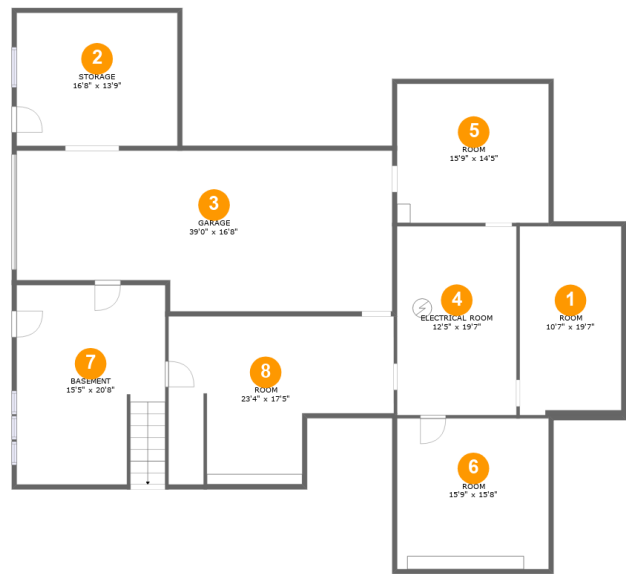 2
STORAGE
16'8" x 13'9"
5
ROOM
15'9" x 14'5"
3
GARAGE
39'0" x 16'8"
4
ELECTRICAL ROOM
12'5" x 19'7"
1
ROOM
10'7" x 19'7"
7
BASEMENT
15'5" x 20'8"
8
ROOM
23'4" x 17'5"
6
ROOM
15'9" x 15'8"